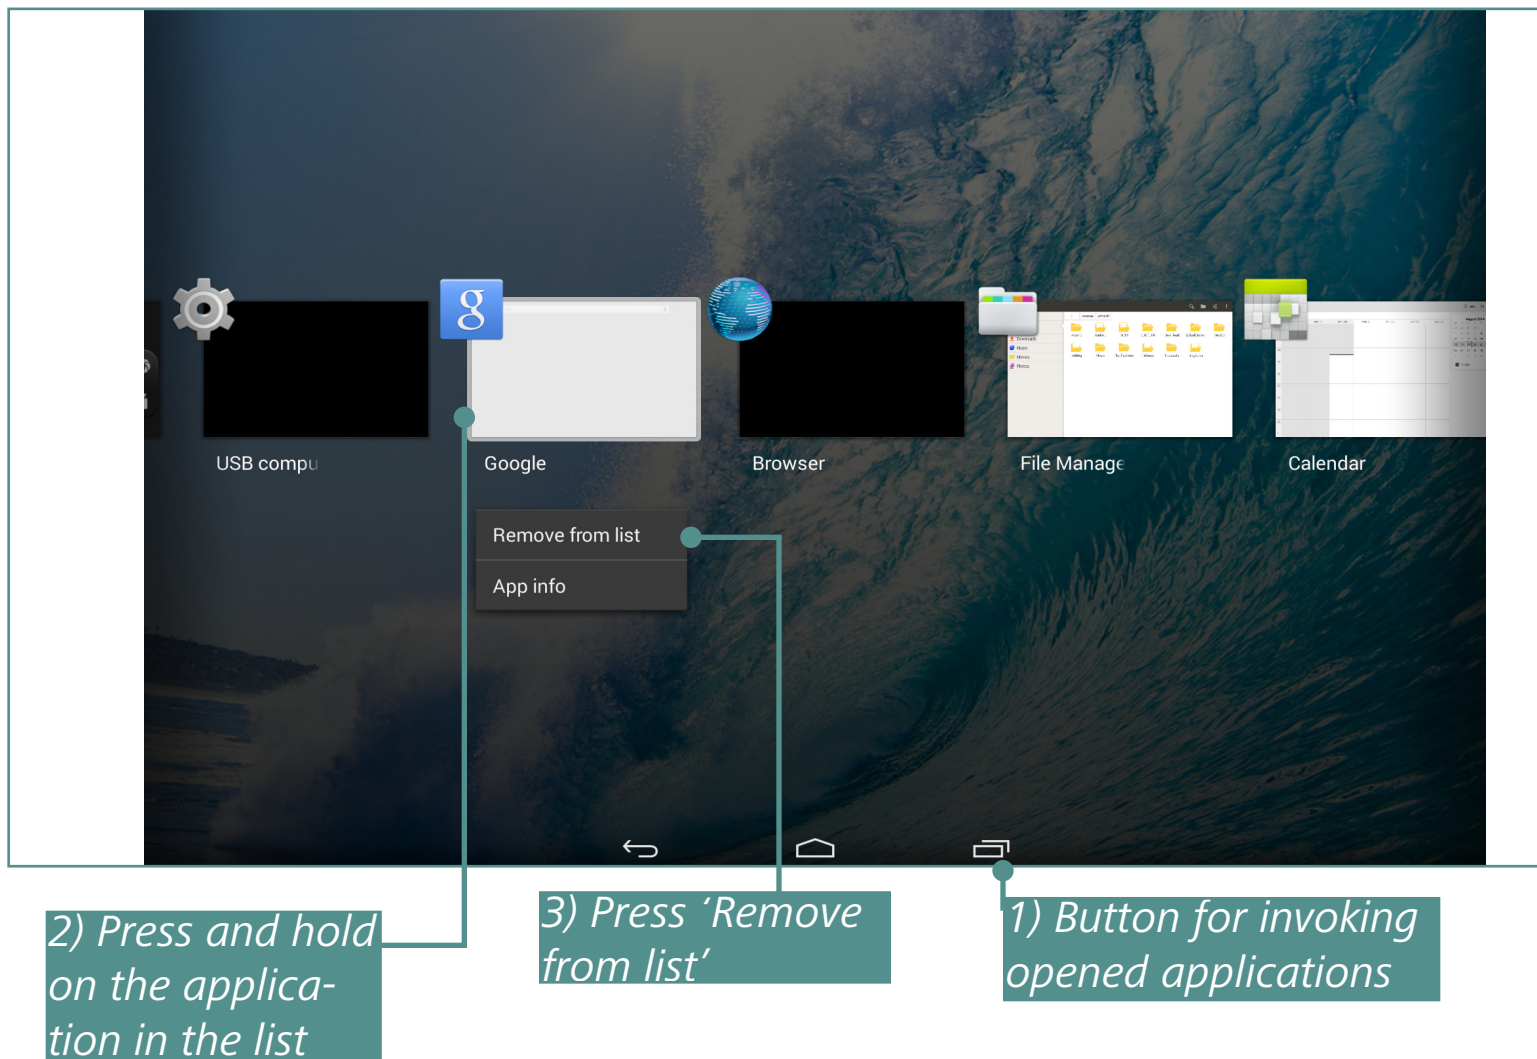 g
USB compu
Google
Browser
File Manage
Calendar
Remove from list
App info
2) Press and hold
on the applica-
tion in the list
3) Press ‘Remove
from list’
1) Button for invoking
opened applications